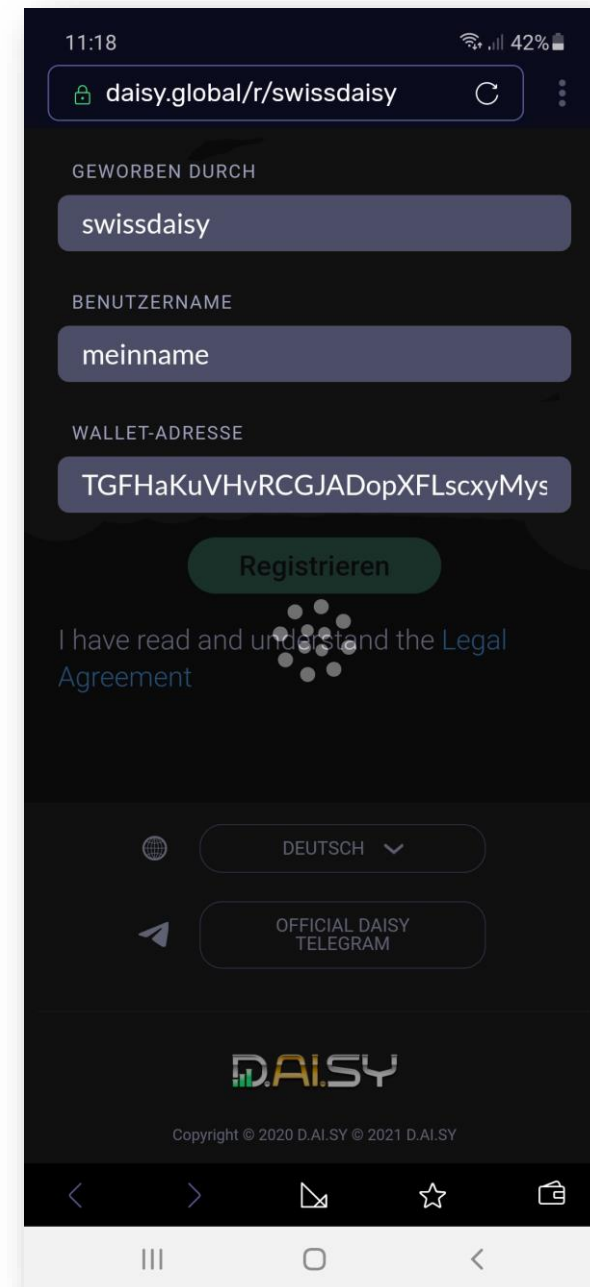 11:18
42%
daisy.global/r/swissdaisy
GEWORBEN DURCH
swissdaisy
BENUTZERNAME
meinname
WALLET-ADRESSE
TGFHaKuVHvRCGJADopXFLscxyMys
Registrieren
I have read and understand the Legal
Agreement
DEUTSCH
OFFICIAL DAISY
TELEGRAM
D.AI.SY
Copyright © 2020 D.AI.SY © 2021 D.AI.SY